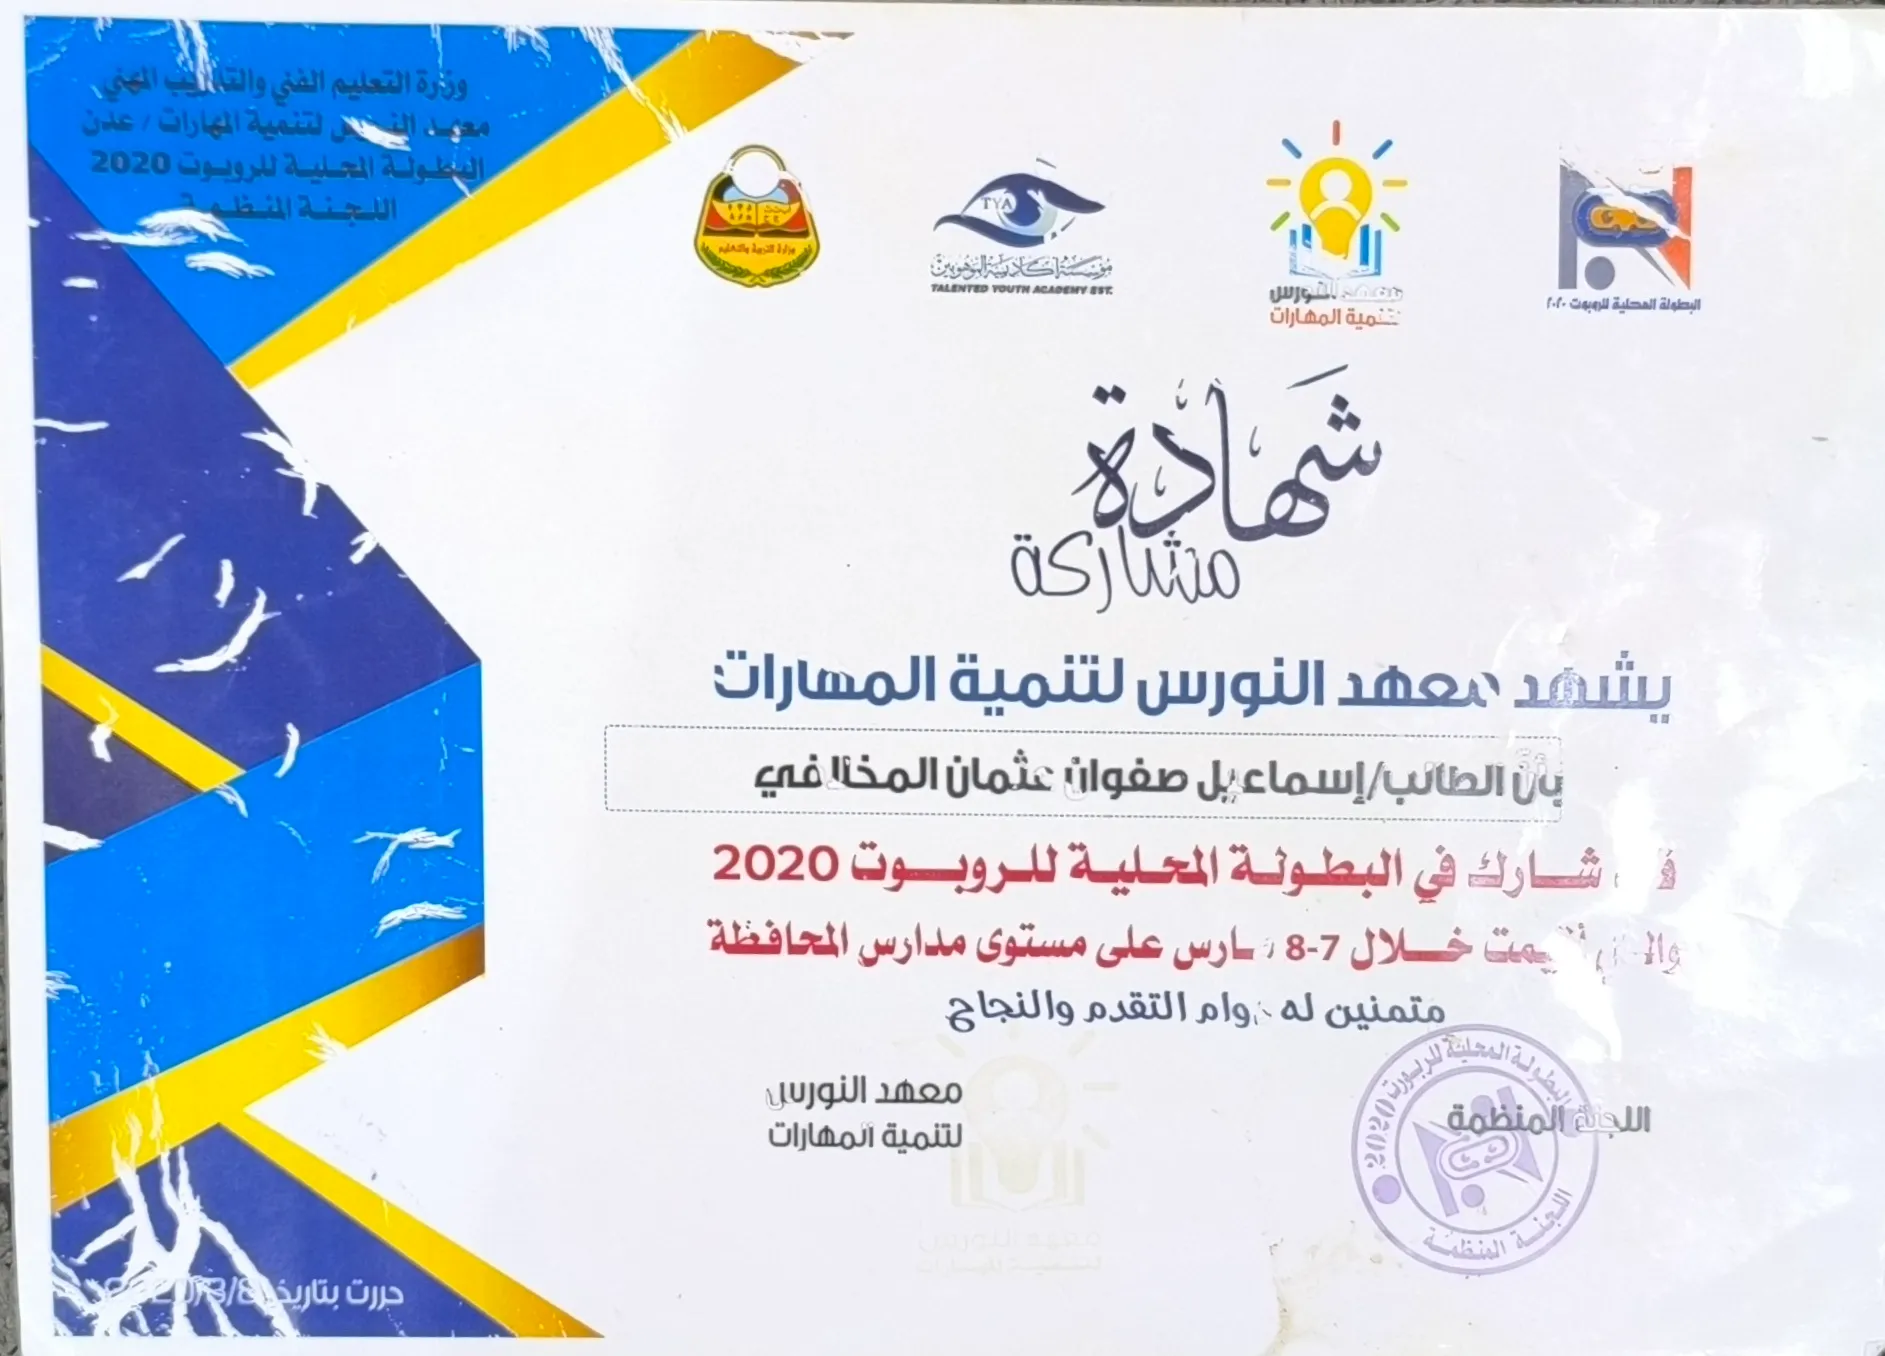 وزارة التعليم الفني والتدريب المهني
معهد النورس لتنمية المهارات / عدن
البطولة المحلية للروبوت 2020
اللجنة المنظمة
وزارة التربية والتعليم
TYA
مؤسسة أكاديمية الموهوبين
TALENTED YOUTH ACADEMY EST.
معهد النورس
لتنمية المهارات
البطولة المحلية للروبوت ٢٠٢٠
شهادة
مشاركة
يشهد معهد النورس لتنمية المهارات
بأن الطالب/إسماعيل صفوان عثمان المخلافي
قد شارك في البطولة المحلية للروبوت 2020
والتي أقيمت خلال 7-8 مارس على مستوى مدارس المحافظة
متمنين له دوام التقدم والنجاح
معهد النورس
لتنمية المهارات
اللجنة المنظمة
البطولة المحلية للربورت 2020
اللجنة المنظمة
حررت بتاريخ 2020/3/8